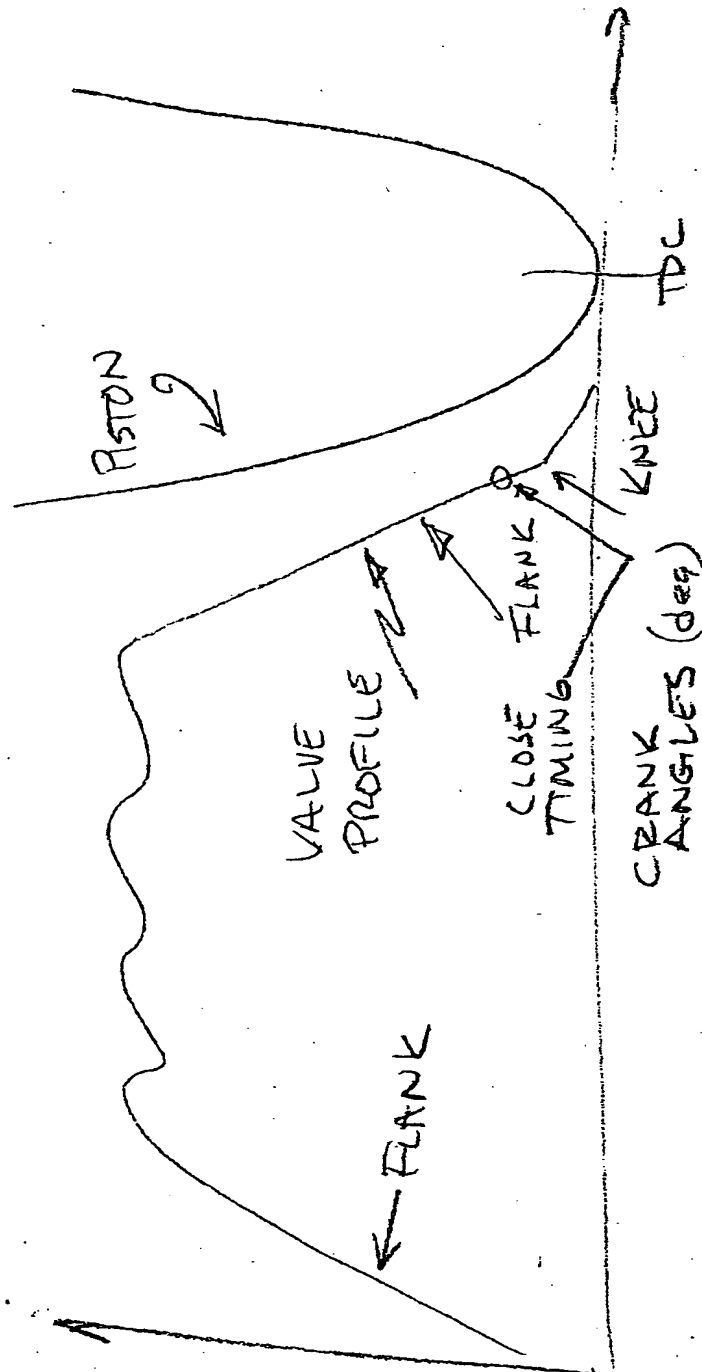 PISTON
VALVE
PROFILE
FLANK
FLANK
CLOSE
TIMING
KNEE
TDC
CRANK
ANGLES (deg)